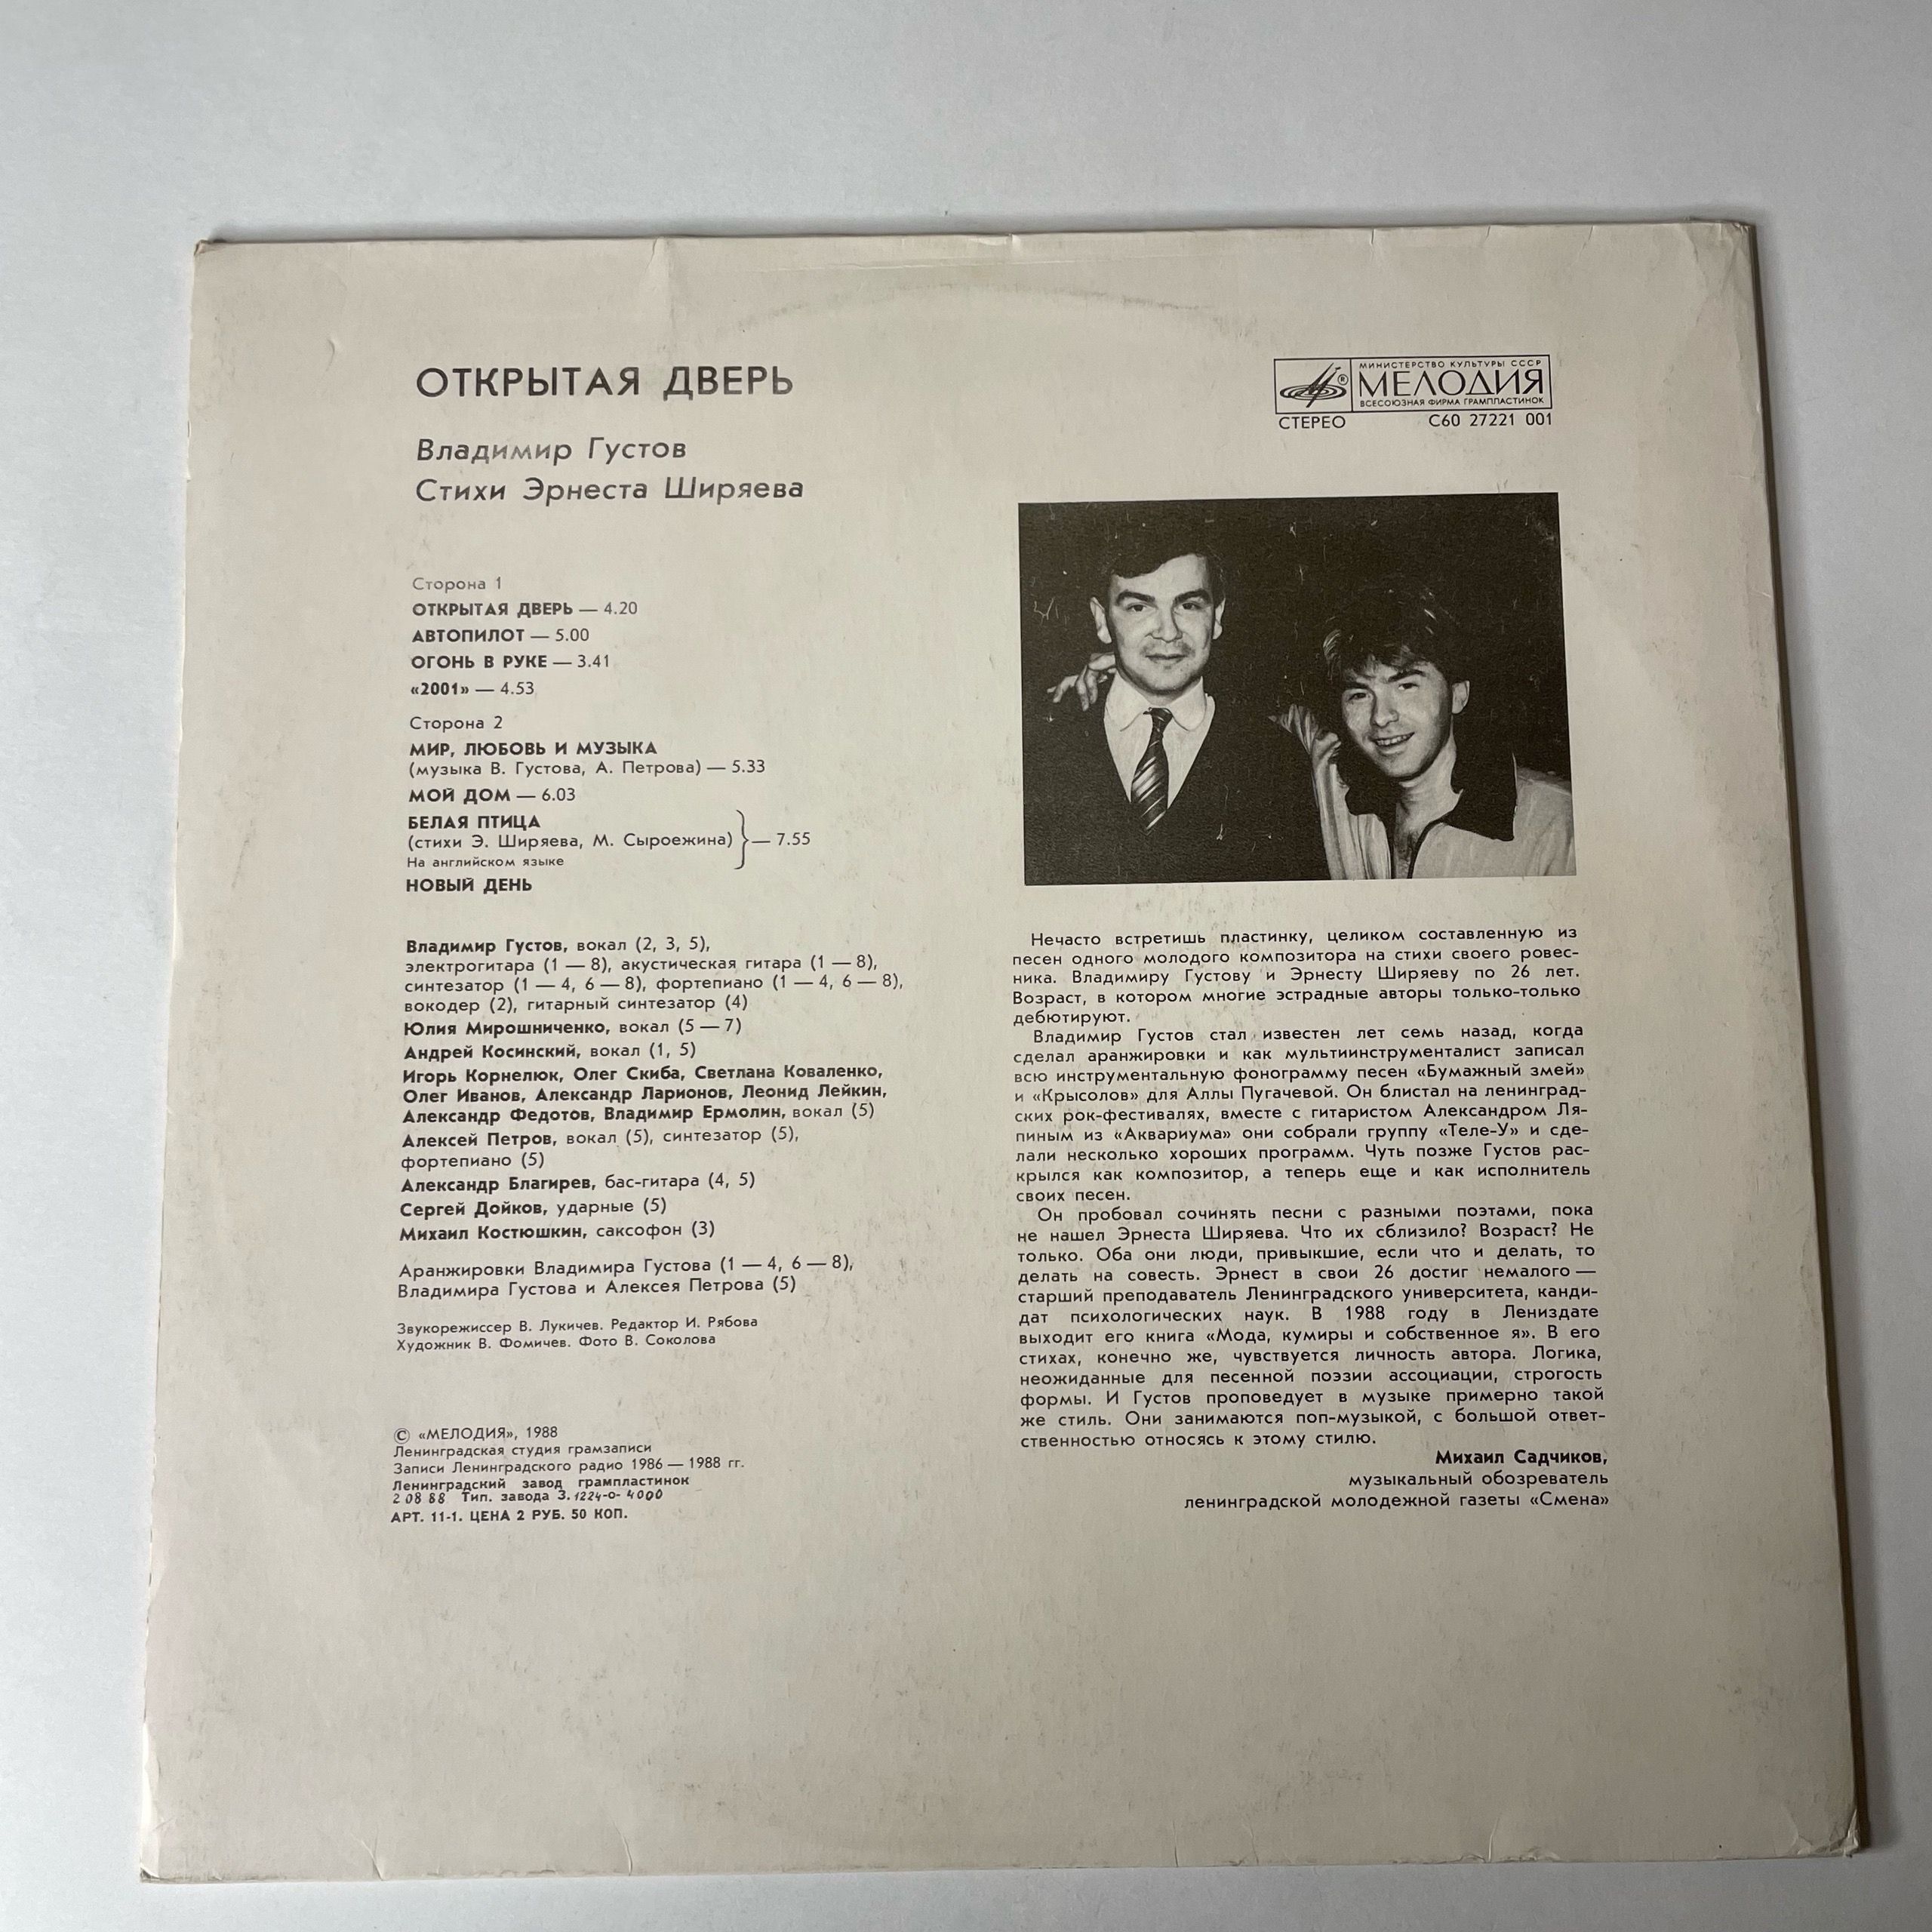 ОТКРЫТАЯ ДВЕРЬ
Владимир Густов
Стихи Эрнеста Ширяева
МИНИСТЕРСТВО КУЛЬТУРЫ СССР
МЕЛОДИЯ
ВСЕСОЮЗНАЯ ФИРМА ГРАМПЛАСТИНОК
СТЕРЕО С60 27221 001
Сторона 1
ОТКРЫТАЯ ДВЕРЬ — 4.20
АВТОПИЛОТ — 5.00
ОГОНЬ В РУКЕ — 3.41
«2001» — 4.53
Сторона 2
МИР, ЛЮБОВЬ И МУЗЫКА
(музыка В. Густова, А. Петрова) — 5.33
МОЙ ДОМ — 6.03
БЕЛАЯ ПТИЦА
(стихи Э. Ширяева, М. Сыроежина) — 7.55
На английском языке
НОВЫЙ ДЕНЬ
Владимир Густов, вокал (2, 3, 5),
электрогитара (1 — 8), акустическая гитара (1 — 8),
синтезатор (1 — 4, 6 — 8), фортепиано (1 — 4, 6 — 8),
вокодер (2), гитарный синтезатор (4)
Юлия Мирошниченко, вокал (5 — 7)
Андрей Косинский, вокал (1, 5)
Игорь Корнелюк, Олег Скиба, Светлана Коваленко,
Олег Иванов, Александр Ларионов, Леонид Лейкин,
Александр Федотов, Владимир Ермолин, вокал (5)
Алексей Петров, вокал (5), синтезатор (5),
фортепиано (5)
Александр Благирев, бас-гитара (4, 5)
Сергей Дойков, ударные (5)
Михаил Костюшкин, саксофон (3)
Аранжировки Владимира Густова (1 — 4, 6 — 8),
Владимира Густова и Алексея Петрова (5)
Звукорежиссер В. Лукичев. Редактор И. Рябова
Художник В. Фомичев. Фото В. Соколова
© «МЕЛОДИЯ», 1988
Ленинградская студия грамзаписи
Записи Ленинградского радио 1986 — 1988 гг.
Ленинградский завод грампластинок
2 08 88 Тип. завода З. 1224-0- 4000
АРТ. 11-1. ЦЕНА 2 РУБ. 50 КОП.
Нечасто встретишь пластинку, целиком составленную из
песен одного молодого композитора на стихи своего ровес-
ника. Владимиру Густову и Эрнесту Ширяеву по 26 лет.
Возраст, в котором многие эстрадные авторы только-только
дебютируют.
Владимир Густов стал известен лет семь назад, когда
сделал аранжировки и как мультиинструменталист записал
всю инструментальную фонограмму песен «Бумажный змей»
и «Крысолов» для Аллы Пугачевой. Он блистал на ленинград-
ских рок-фестивалях, вместе с гитаристом Александром Ля-
пиным из «Аквариума» они собрали группу «Теле-У» и сде-
лали несколько хороших программ. Чуть позже Густов рас-
крылся как композитор, а теперь еще и как исполнитель
своих песен.
Он пробовал сочинять песни с разными поэтами, пока
не нашел Эрнеста Ширяева. Что их сблизило? Возраст? Не
только. Оба они люди, привыкшие, если что и делать, то
делать на совесть. Эрнест в свои 26 достиг немалого —
старший преподаватель Ленинградского университета, канди-
дат психологических наук. В 1988 году в Лениздате
выходит его книга «Мода, кумиры и собственное я». В его
стихах, конечно же, чувствуется личность автора. Логика,
неожиданные для песенной поэзии ассоциации, строгость
формы. И Густов проповедует в музыке примерно такой
же стиль. Они занимаются поп-музыкой, с большой ответ-
ственностью относясь к этому стилю.
Михаил Садчиков,
музыкальный обозреватель
ленинградской молодежной газеты «Смена»